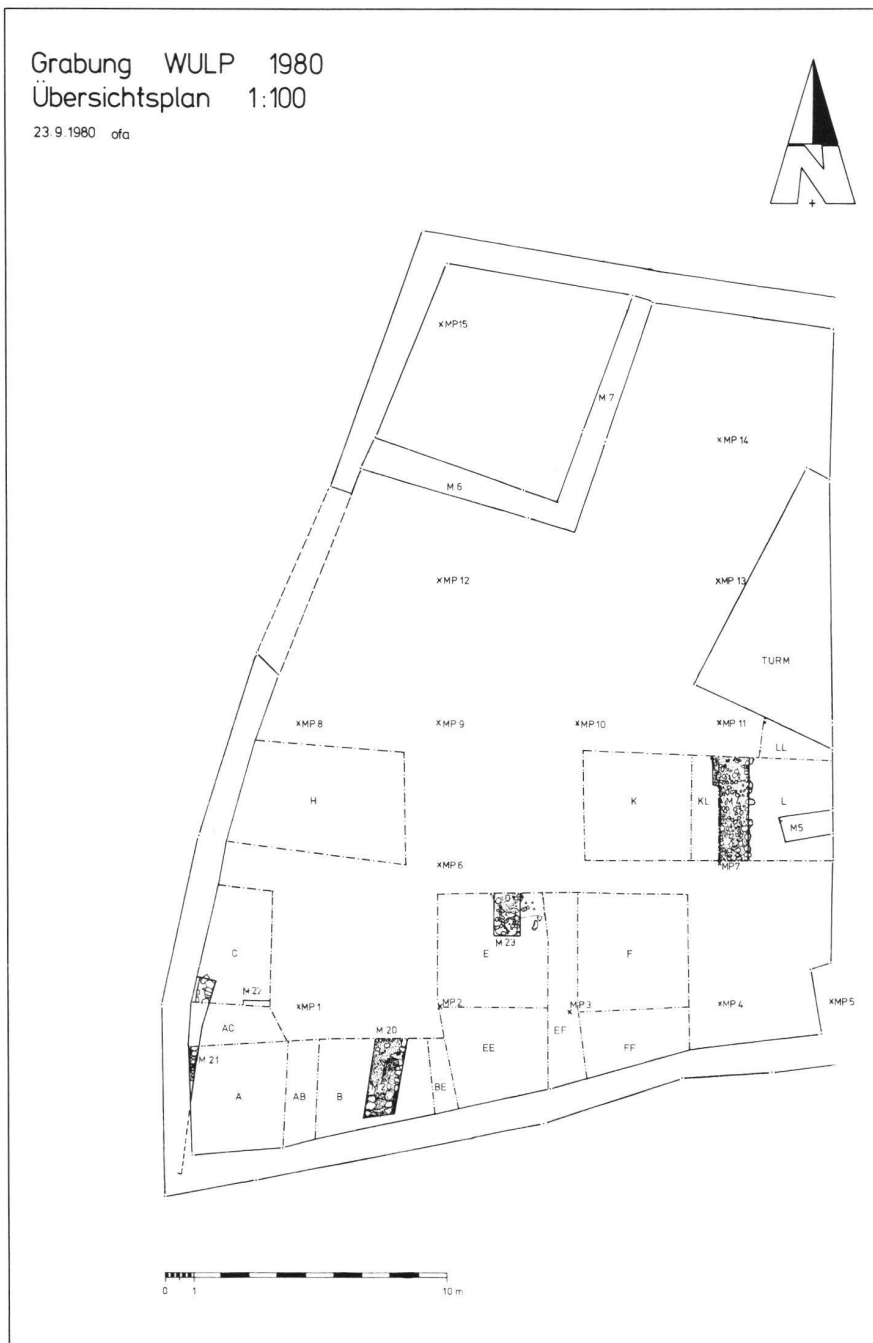 Grabung WULP 1980
Übersichtsplan 1:100
23.9.1980 ofa
N
MP15
M 7
MP 14
M 6
MP 12
MP 13
TURM
MP 8
MP 9
MP 10
MP 11
LL
H
K
KL
M 4
L
M5
MP 6
MP7
C
E
M 23
F
M 22
MP 1
MP 2
MP 3
MP 4
MP 5
AC
M 20
EE
EF
FF
M 21
A
AB
B
BE
0 1 10 m